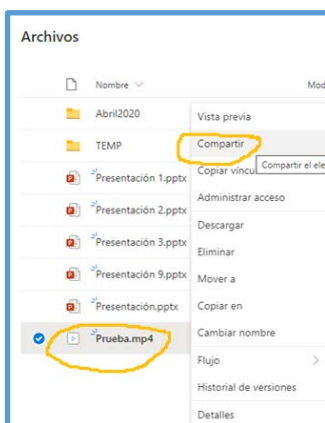 Archivos
Nombre
Mod
Abril2020
TEMP
Presentación 1.pptx
Presentación 2.pptx
Presentación 3.pptx
Presentación 9.pptx
Presentación.pptx
Prueba.mp4
Vista previa
Compartir
Copiar víncul
Compartir el ele
Administrar acceso
Descargar
Eliminar
Mover a
Copiar en
Cambiar nombre
Flujo
Historial de versiones
Detalles